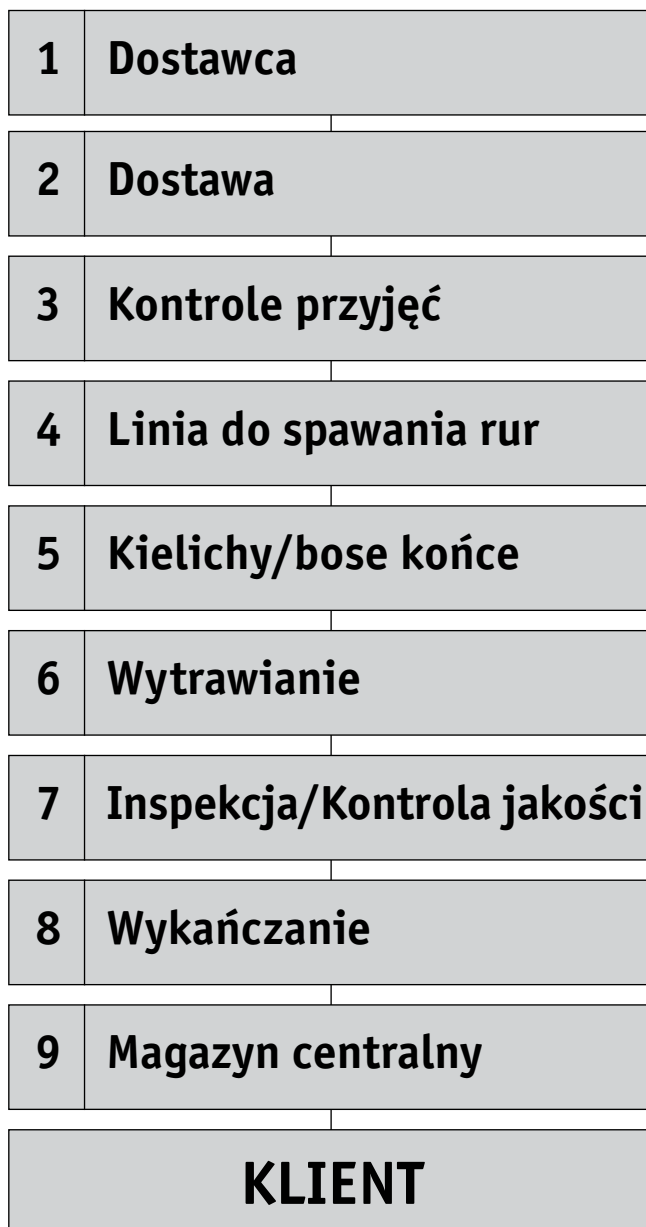 1 Dostawca
2 Dostawa
3 Kontrole przyjęć
4 Linia do spawania rur
5 Kielichy/bose końce
6 Wytrawianie
7 Inspekcja/Kontrola jakości
8 Wykańczanie
9 Magazyn centralny
KLIENT